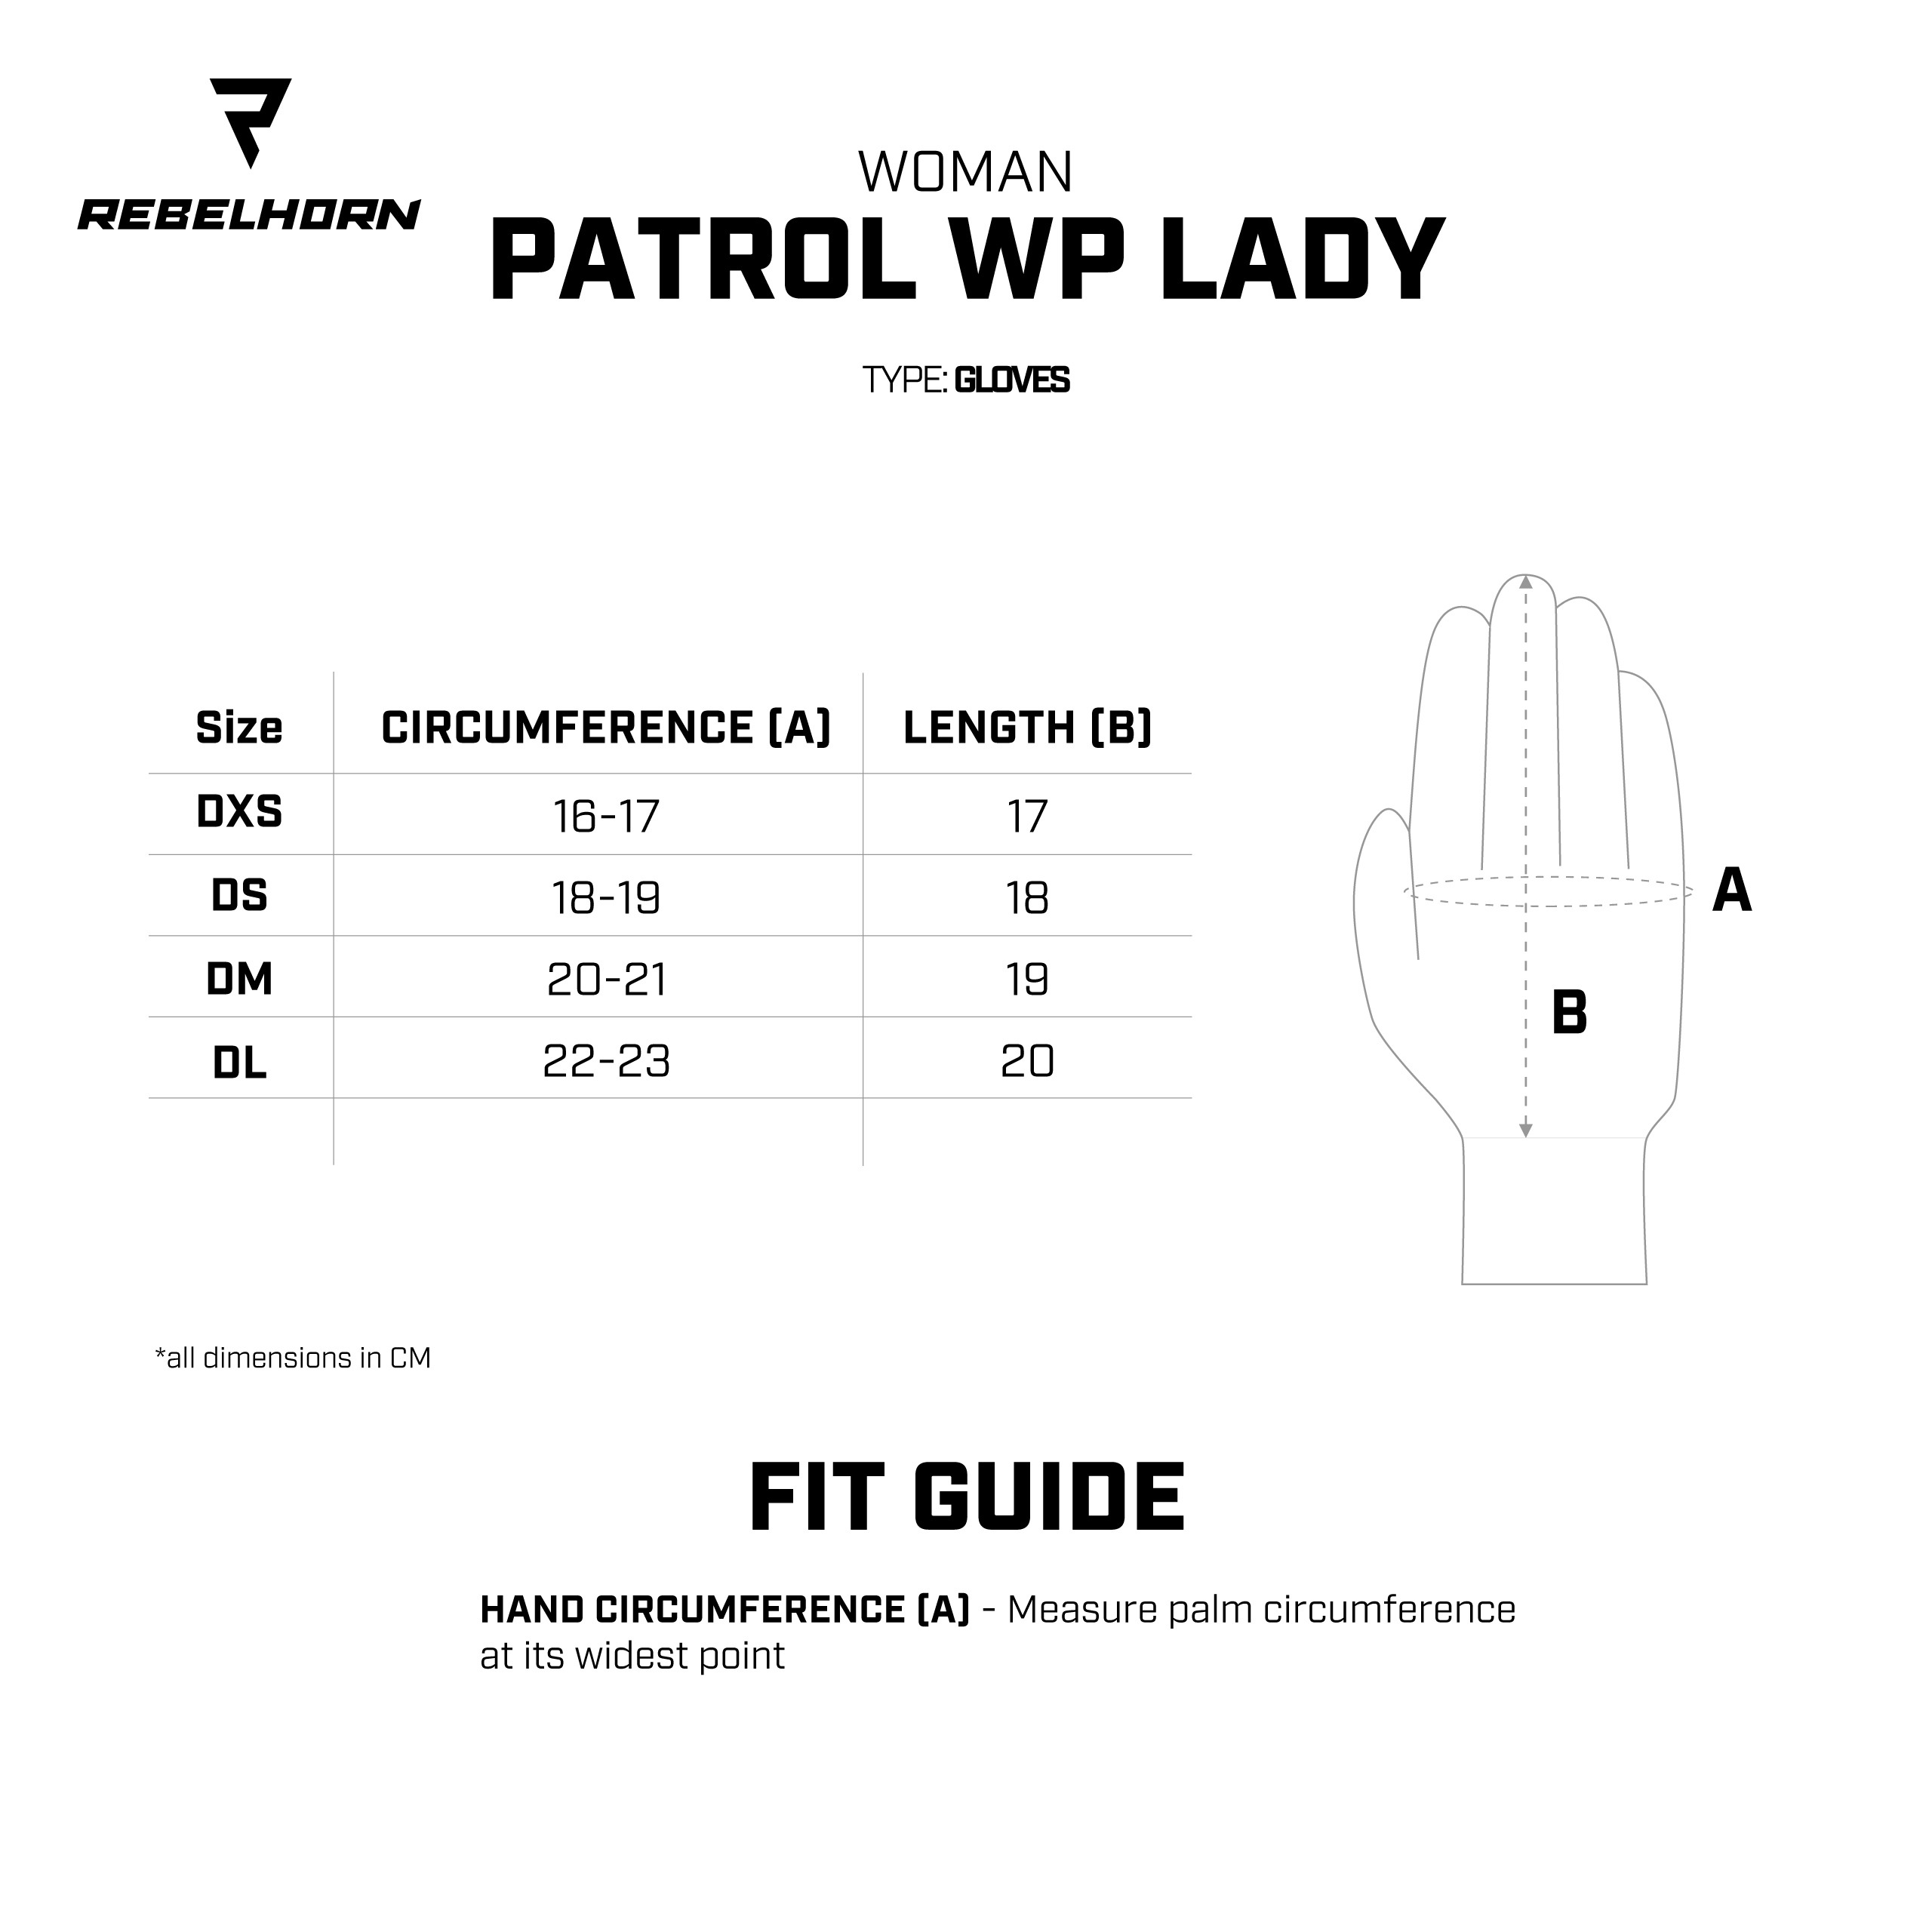 REBELHORN
WOMAN
PATROL WP LADY
TYPE: GLOVES
Size CIRCUMFERENCE (A) LENGTH (B)
DXS 16-17 17
DS 18-19 18
DM 20-21 19
DL 22-23 20
A
B
*all dimensions in CM
FIT GUIDE
HAND CIRCUMFERENCE (A) - Measure palm circumference
at its widest point